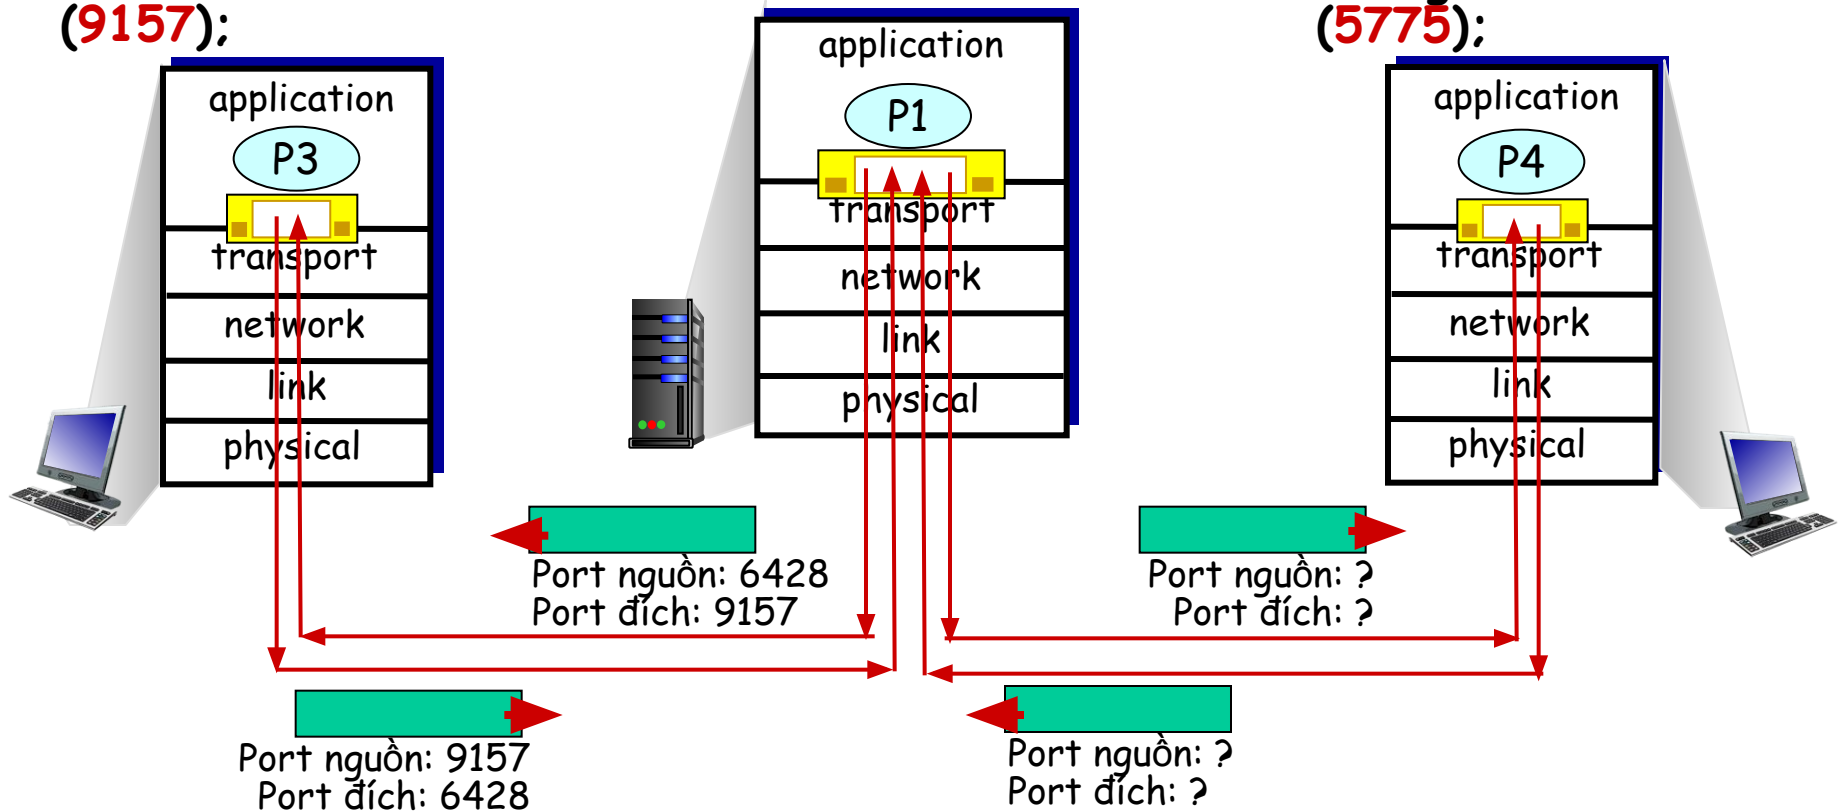 (9157);
application
P3
transport
network
link
physical
application
P1
transport
network
link
physical
(5775);
application
P4
transport
network
link
physical
Port nguồn: 6428
Port đích: 9157
Port nguồn: ?
Port đích: ?
Port nguồn: 9157
Port đích: 6428
Port nguồn: ?
Port đích: ?